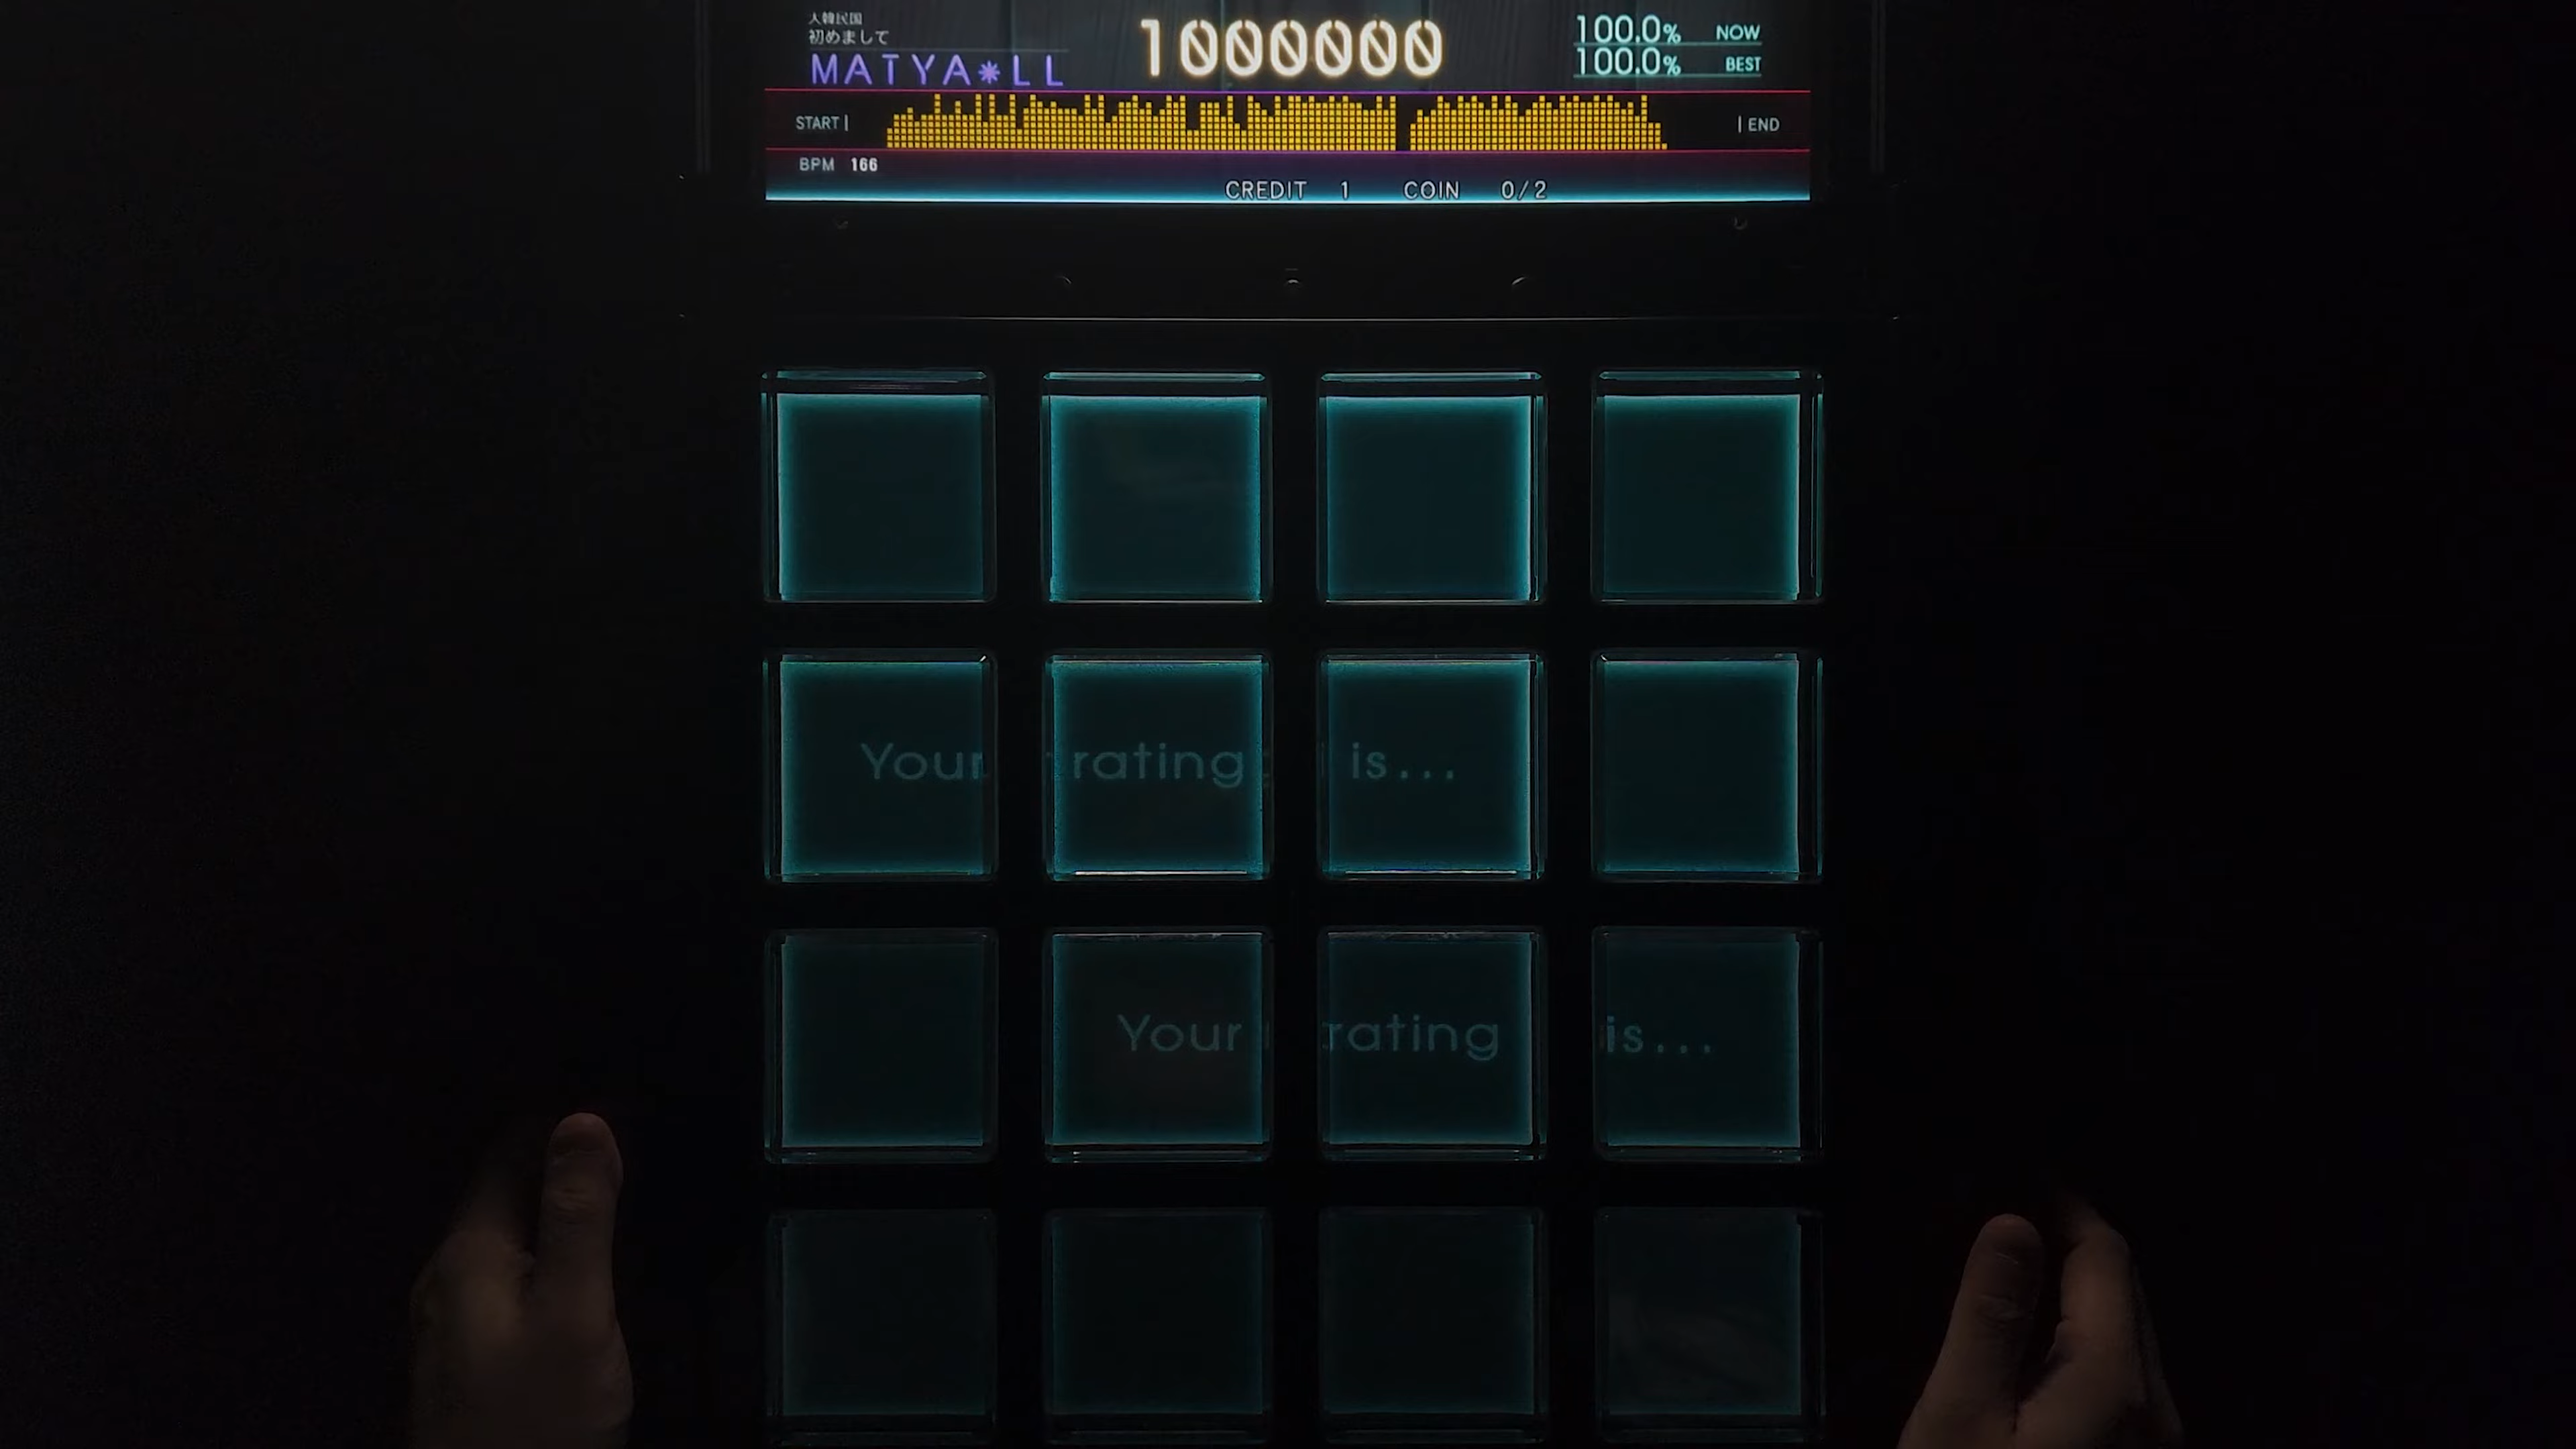 大韓民国
初めまして
MATYA*LL
1000000
100.0% NOW
100.0% BEST
START |
| END
BPM 166
CREDIT 1 COIN 0/2
Your rating is...
Your rating is...